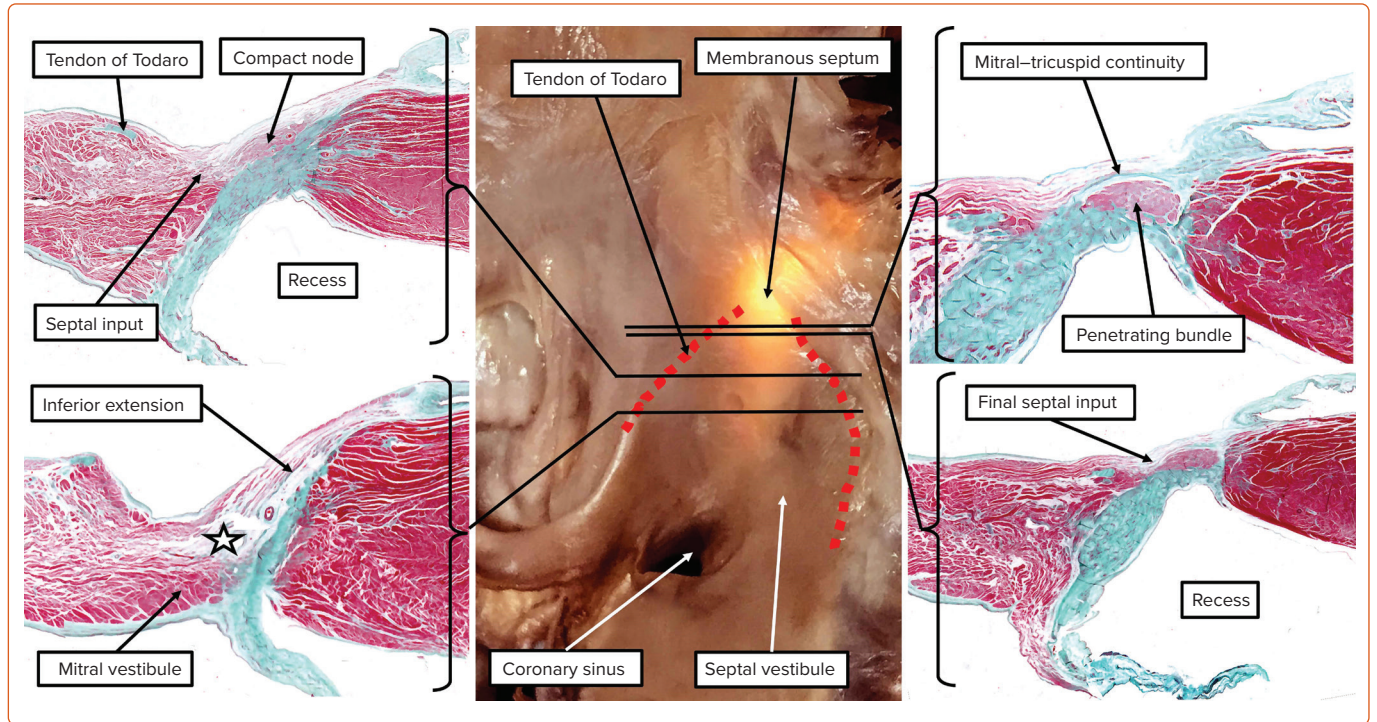 Tendon of Todaro
Compact node
Septal input
Recess
Inferior extension
Mitral vestibule
Tendon of Todaro
Membranous septum
Coronary sinus
Septal vestibule
Mitral–tricuspid continuity
Penetrating bundle
Final septal input
Recess